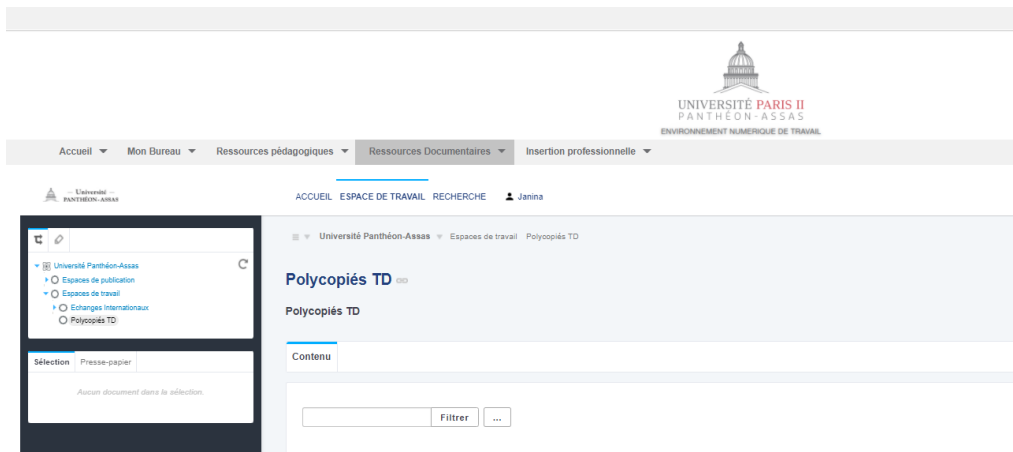 UNIVERSITÉ PARIS II
PANTHÉON-ASSAS
ENVIRONNEMENT NUMERIQUE DE TRAVAIL
Accueil Mon Bureau Ressources pédagogiques Ressources Documentaires Insertion professionnelle
— Université —
PANTHÉON-ASSAS
ACCUEIL ESPACE DE TRAVAIL RECHERCHE Janina
Université Panthéon-Assas Espaces de travail Polycopiés TD
Université Panthéon-Assas
Espaces de publication
Espaces de travail
Echanges Internationaux
Polycopiés TD
Polycopiés TD
Polycopiés TD
Contenu
Sélection Presse-papier
Aucun document dans la sélection.
Filtrer ...